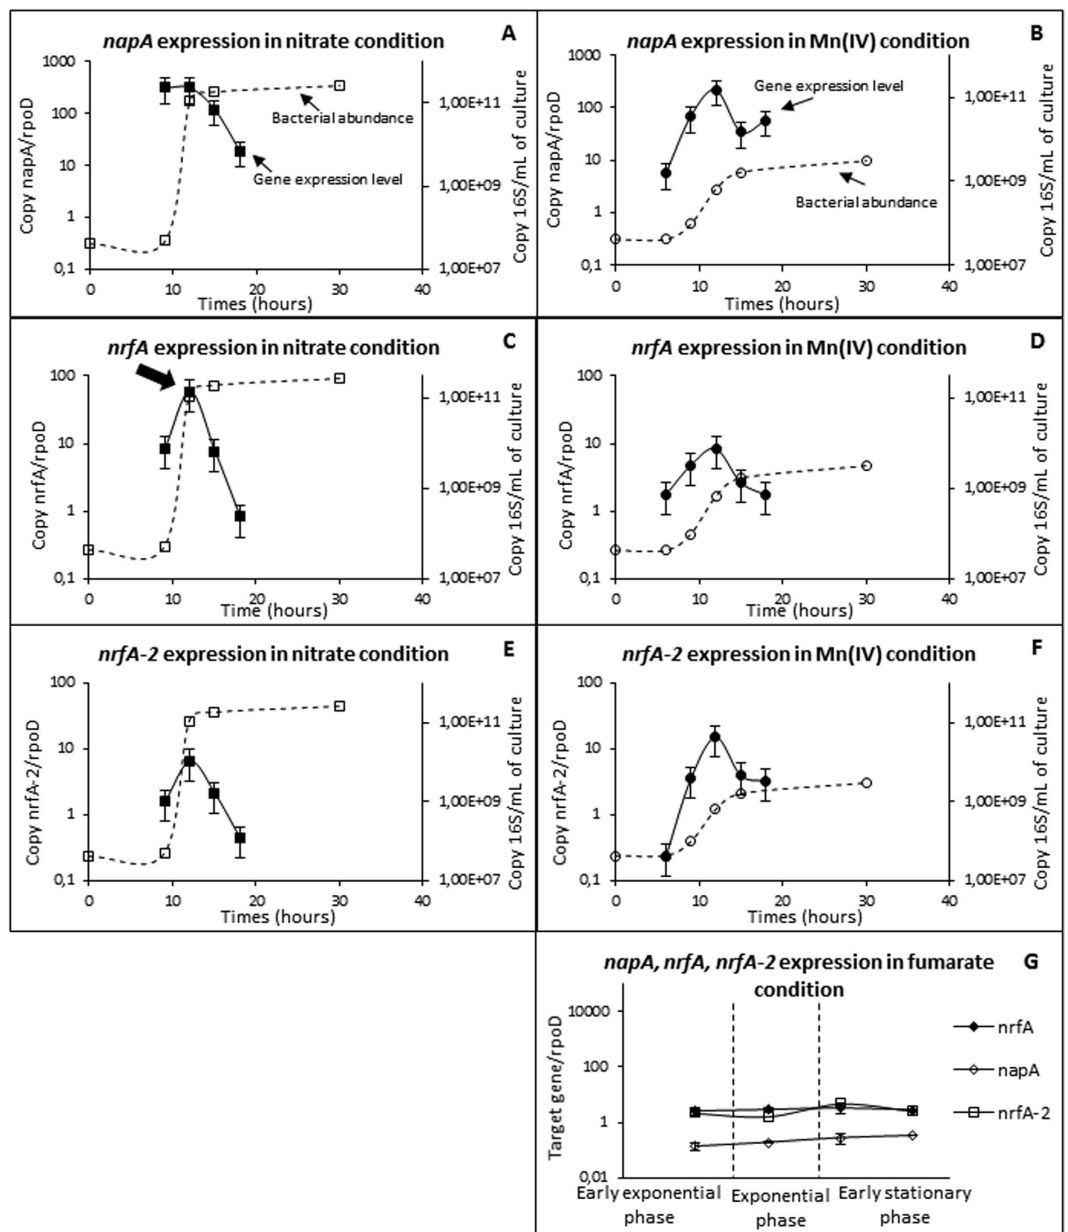 napA expression in nitrate condition
A
1000
100
10
1
0,1
Copy napA/rpoD
1,00E+11
1,00E+09
1,00E+07
Copy 16S/mL of culture
Bacterial abundance
Gene expression level
0
10
20
30
40
Times (hours)
napA expression in Mn(IV) condition
B
1000
100
10
1
0,1
Copy napA/rpoD
1,00E+11
1,00E+09
1,00E+07
Copy 16S/mL of culture
Gene expression level
Bacterial abundance
0
10
20
30
40
Times (hours)
nrfA expression in nitrate condition
C
100
10
1
0,1
Copy nrfA/rpoD
1,00E+11
1,00E+09
1,00E+07
Copy 16S/mL of culture
0
10
20
30
40
Time (hours)
nrfA expression in Mn(IV) condition
D
100
10
1
0,1
Copy nrfA/rpoD
1,00E+11
1,00E+09
1,00E+07
Copy 16S/mL of culture
0
10
20
30
40
Time (hours)
nrfA-2 expression in nitrate condition
E
100
10
1
0,1
Copy nrfA-2/rpoD
1,00E+11
1,00E+09
1,00E+07
Copy 16S/mL of culture
0
10
20
30
40
Times (hours)
nrfA-2 expression in Mn(IV) condition
F
100
10
1
0,1
Copy nrfA-2/rpoD
1,00E+11
1,00E+09
1,00E+07
Copy 16S/mL of culture
0
10
20
30
40
Times (hours)
napA, nrfA, nrfA-2 expression in fumarate
condition
G
10000
100
1
0,01
Target gene/rpoD
nrfA
napA
nrfA-2
Early exponential
phase
Exponential
phase
Early stationary
phase